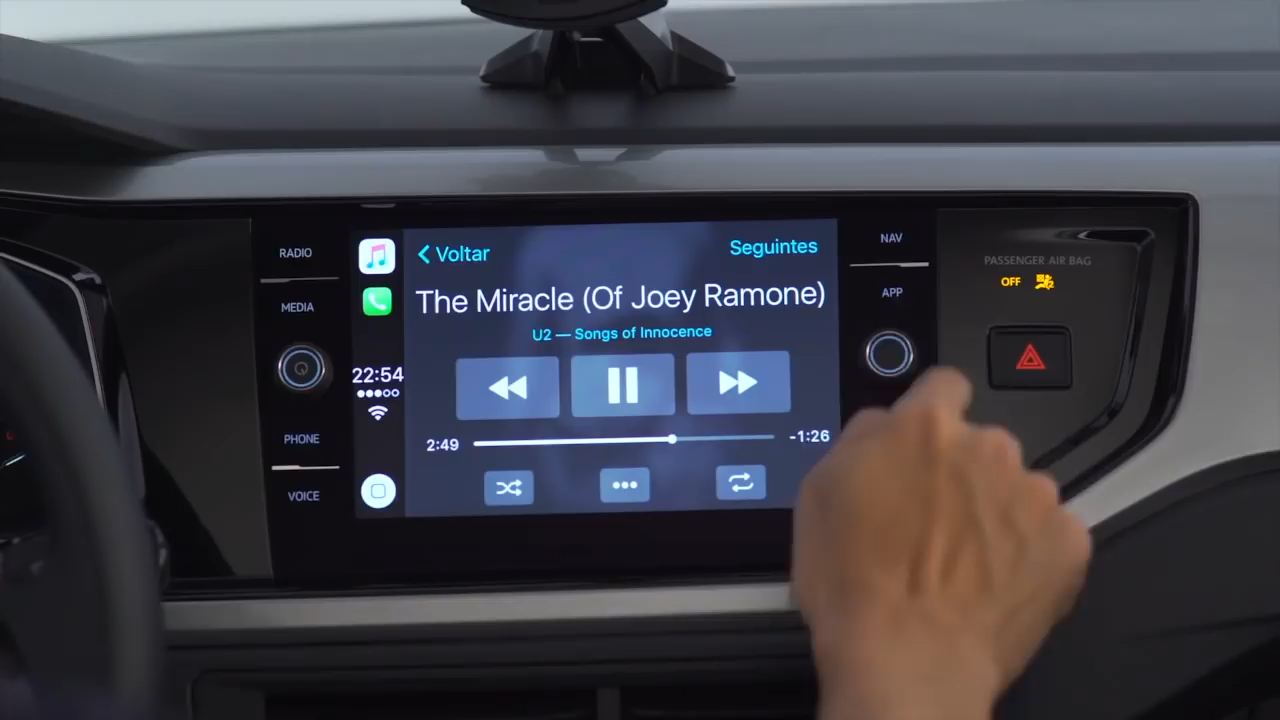 RADIO
MEDIA
PHONE
VOICE
22:54
Voltar
Seguintes
The Miracle (Of Joey Ramone)
U2 — Songs of Innocence
2:49
-1:26
NAV
APP
PASSENGER AIR BAG
OFF